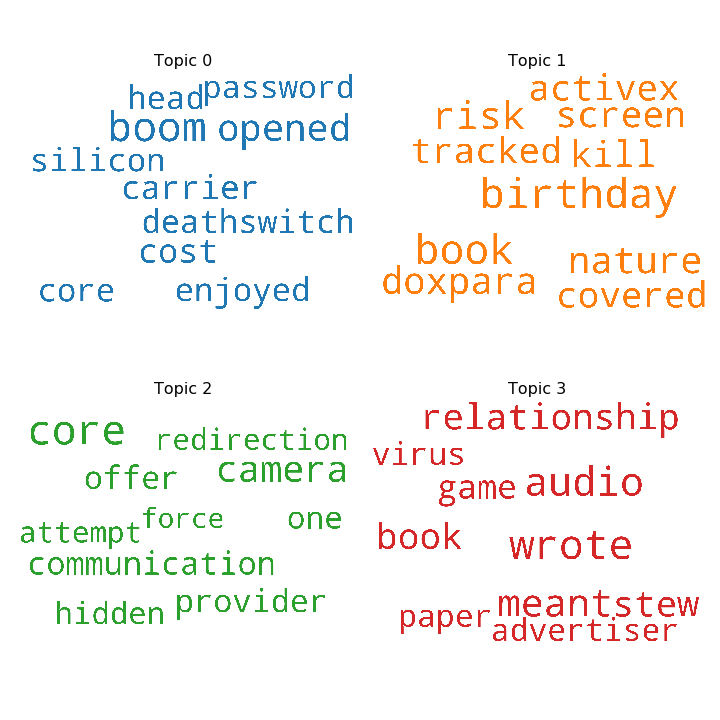 Topic 0
head password
boom opened
silicon
carrier
deathswitch
cost
core enjoyed
Topic 1
activex
risk screen
tracked kill
birthday
book nature
doxpara covered
Topic 2
core redirection
offer camera
attempt force one
communication
hidden provider
Topic 3
relationship
virus
game audio
book wrote
paper meant stew
advertiser